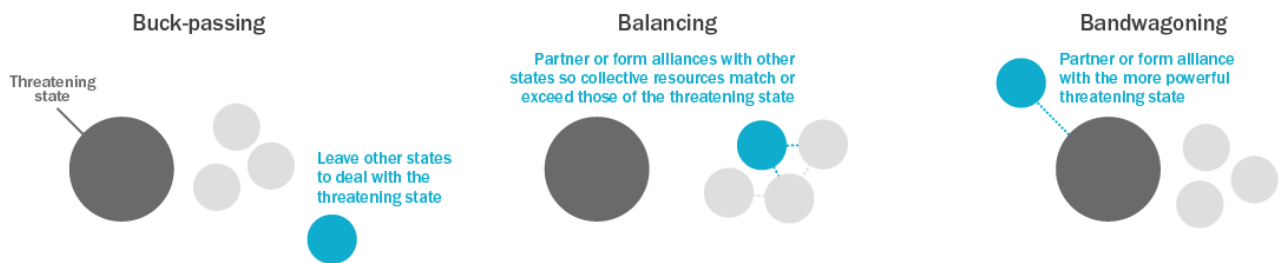 Buck-passing
Threatening
state
Leave other states
to deal with the
threatening state
Balancing
Partner or form alliances with other
states so collective resources match or
exceed those of the threatening state
Bandwagoning
Partner or form alliance
with the more powerful
threatening state